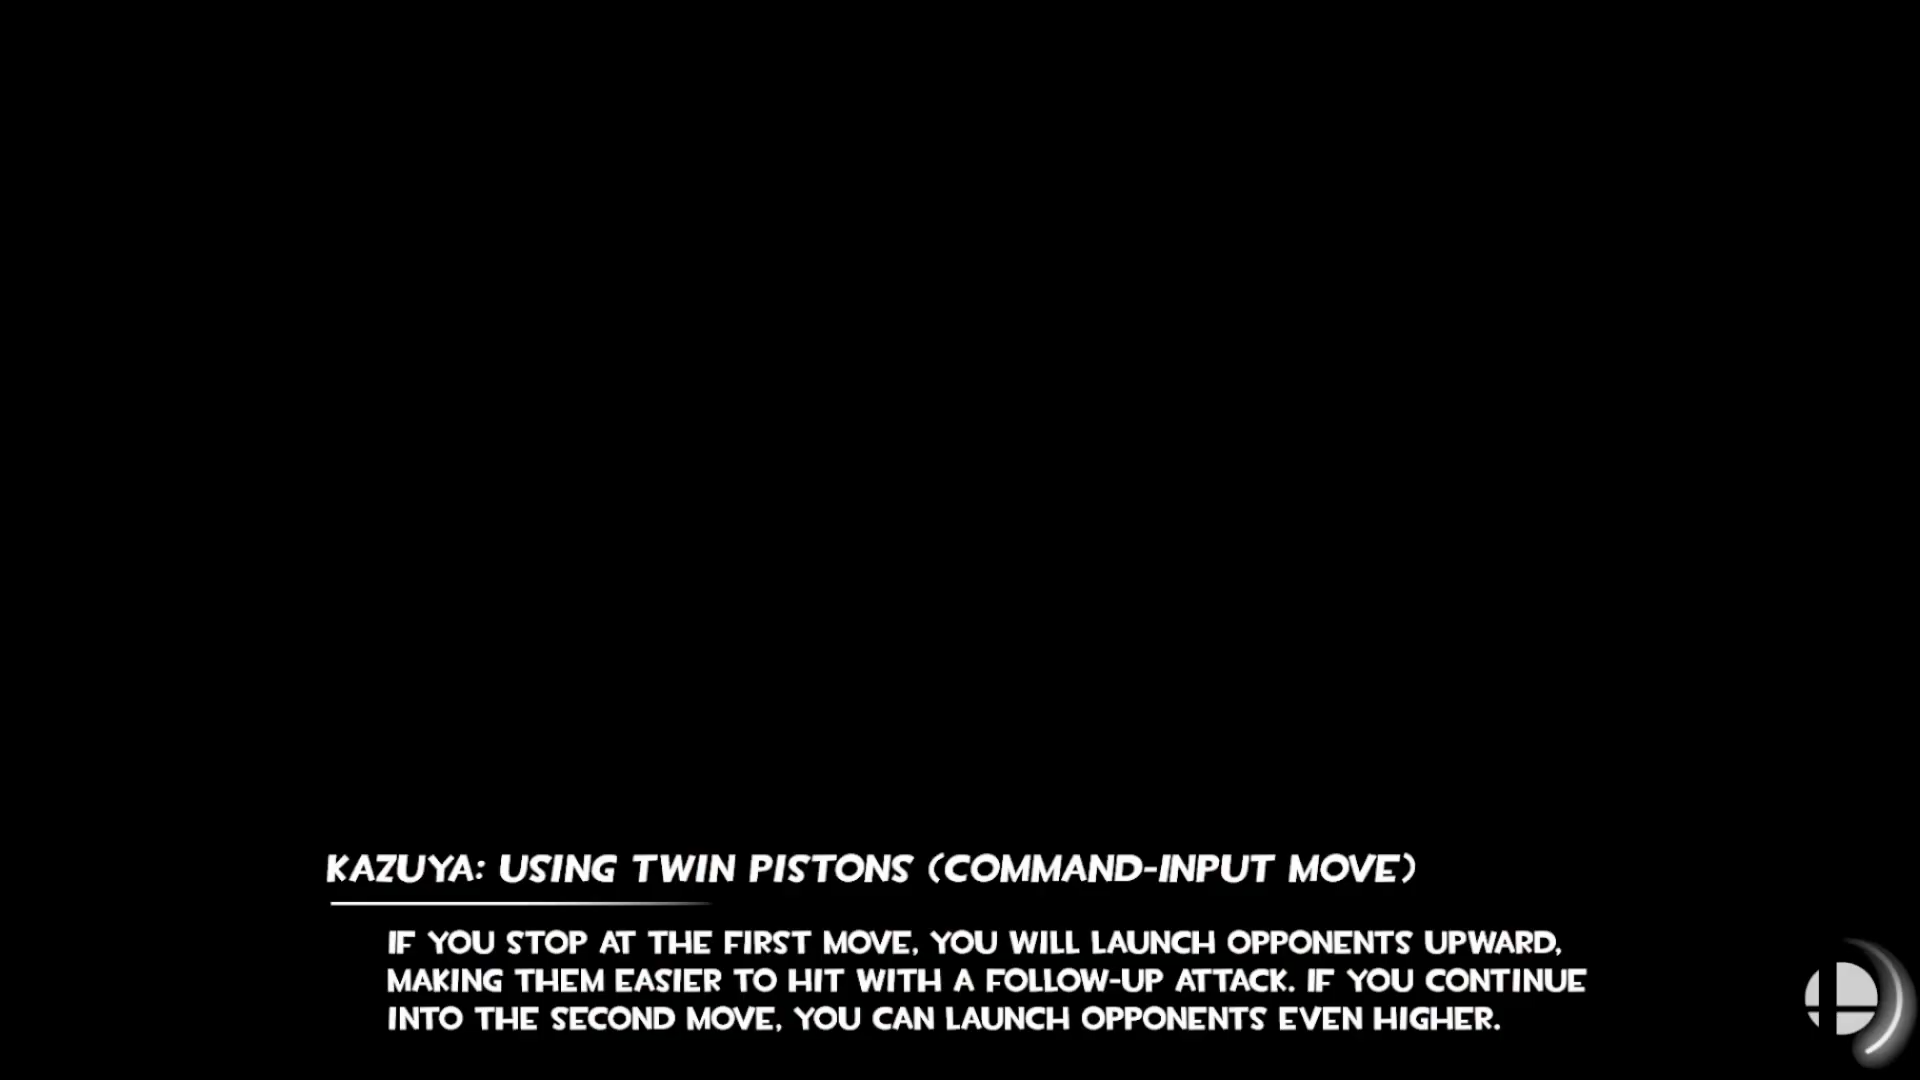 KAZUYA: USING TWIN PISTONS (COMMAND-INPUT MOVE)
IF YOU STOP AT THE FIRST MOVE, YOU WILL LAUNCH OPPONENTS UPWARD,
MAKING THEM EASIER TO HIT WITH A FOLLOW-UP ATTACK. IF YOU CONTINUE
INTO THE SECOND MOVE, YOU CAN LAUNCH OPPONENTS EVEN HIGHER.